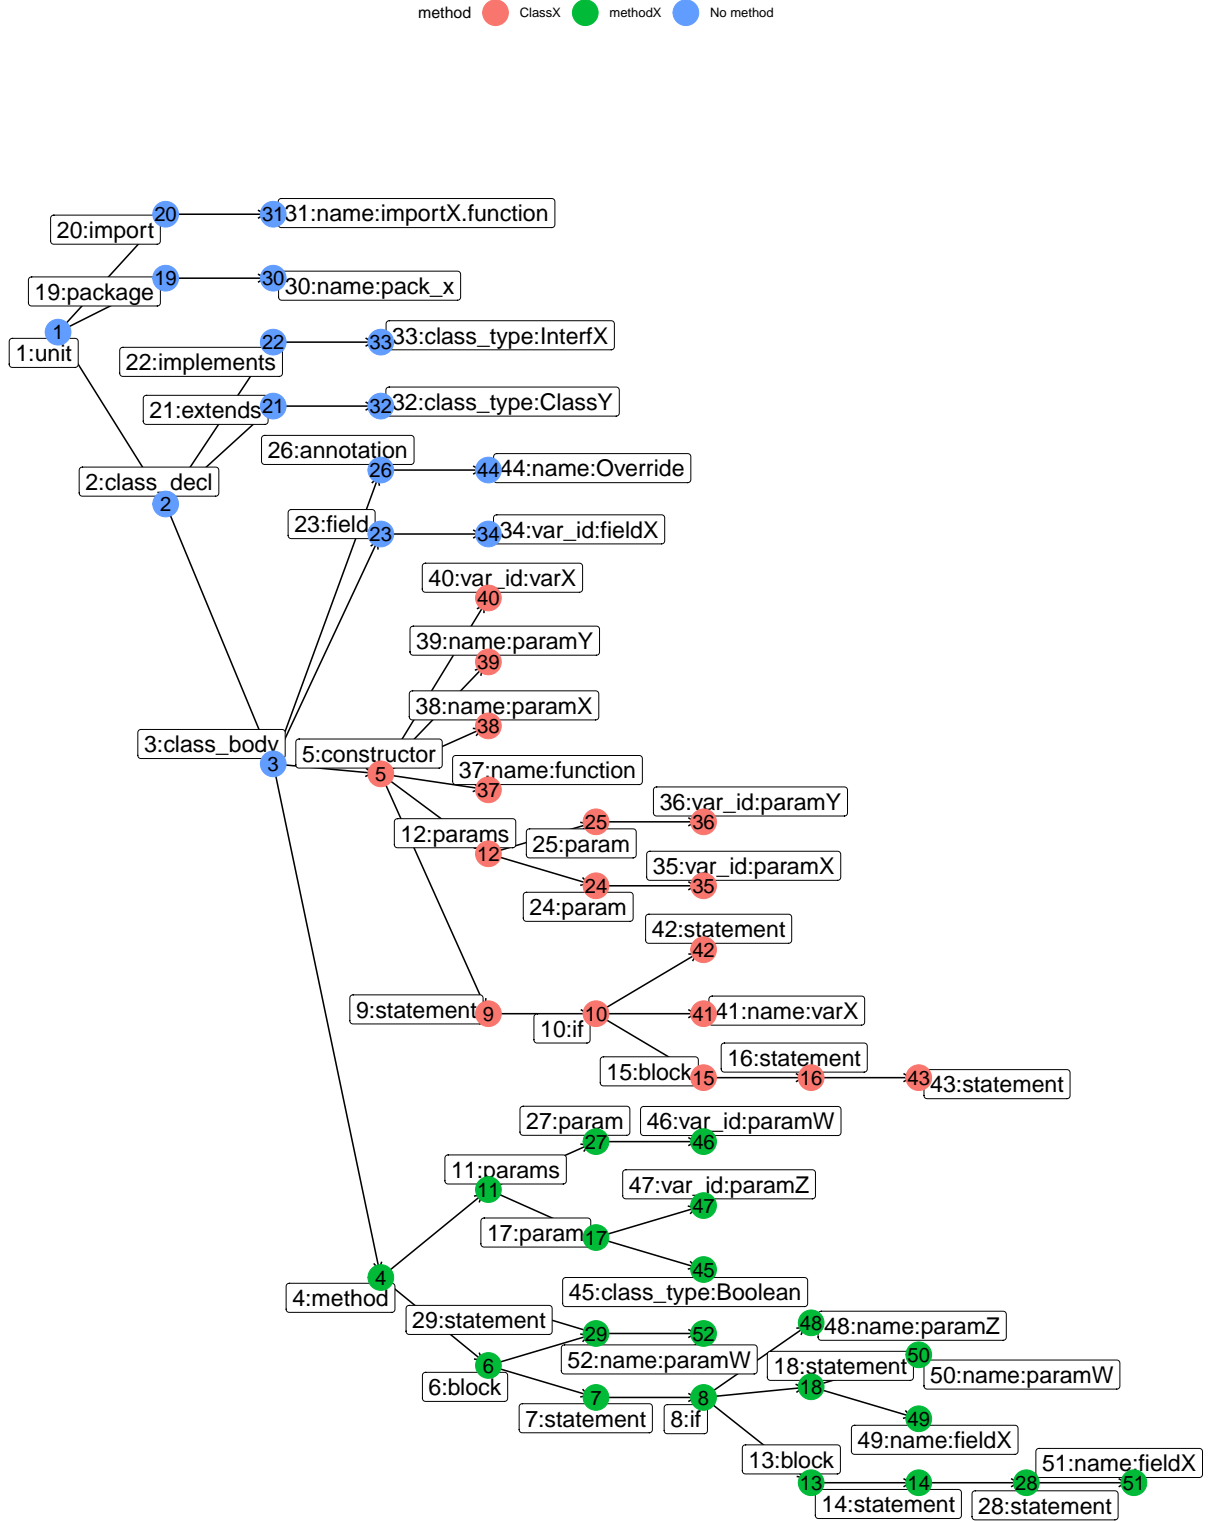 method ClassX methodX No method
20 31 31:name:importX.function
20:import
19 30 30:name:pack_x
19:package
1
1:unit
22 33 33:class_type:InterfX
22:implements
21:extends 21 32 32:class_type:ClassY
26:annotation
26 44 44:name:Override
2:class_decl
2
23:field 23 34 34:var_id:fieldX
40:var_id:varX
40
39:name:paramY
39
38:name:paramX
38
3:class_body
3
5:constructor
5
37:name:function
37
36:var_id:paramY
25 36
12:params
12
25:param
35:var_id:paramX
24 35
24:param
42:statement
42
9:statement 9 10 41 41:name:varX
10:if
16:statement
15:block 15 16 43 43:statement
27:param 46:var_id:paramW
27 46
11:params
11
47:var_id:paramZ
47
17:param 17
45
45:class_type:Boolean
4
4:method
29:statement
29 52
52:name:paramW
48 48:name:paramZ
6
6:block
18:statement 50
18
50:name:paramW
7 8
7:statement 8:if
49
49:name:fieldX
13:block
51:name:fieldX
13 14 28 51
14:statement 28:statement